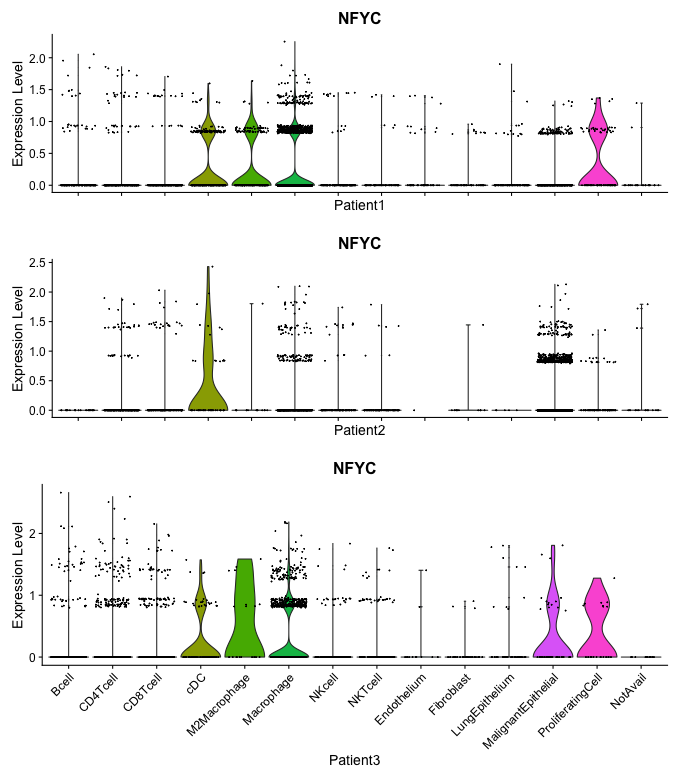 NFYC
Expression Level
2.0
1.5
1.0
0.5
0.0
Patient1
NFYC
Expression Level
2.5
2.0
1.5
1.0
0.5
0.0
Patient2
NFYC
Expression Level
2
1
0
Bcell
CD4Tcell
CD8Tcell
cDC
M2Macrophage
Macrophage
NKcell
NKTcell
Endothelium
Fibroblast
LungEpithelium
MalignantEpithelial
ProliferatingCell
NotAvail
Patient3